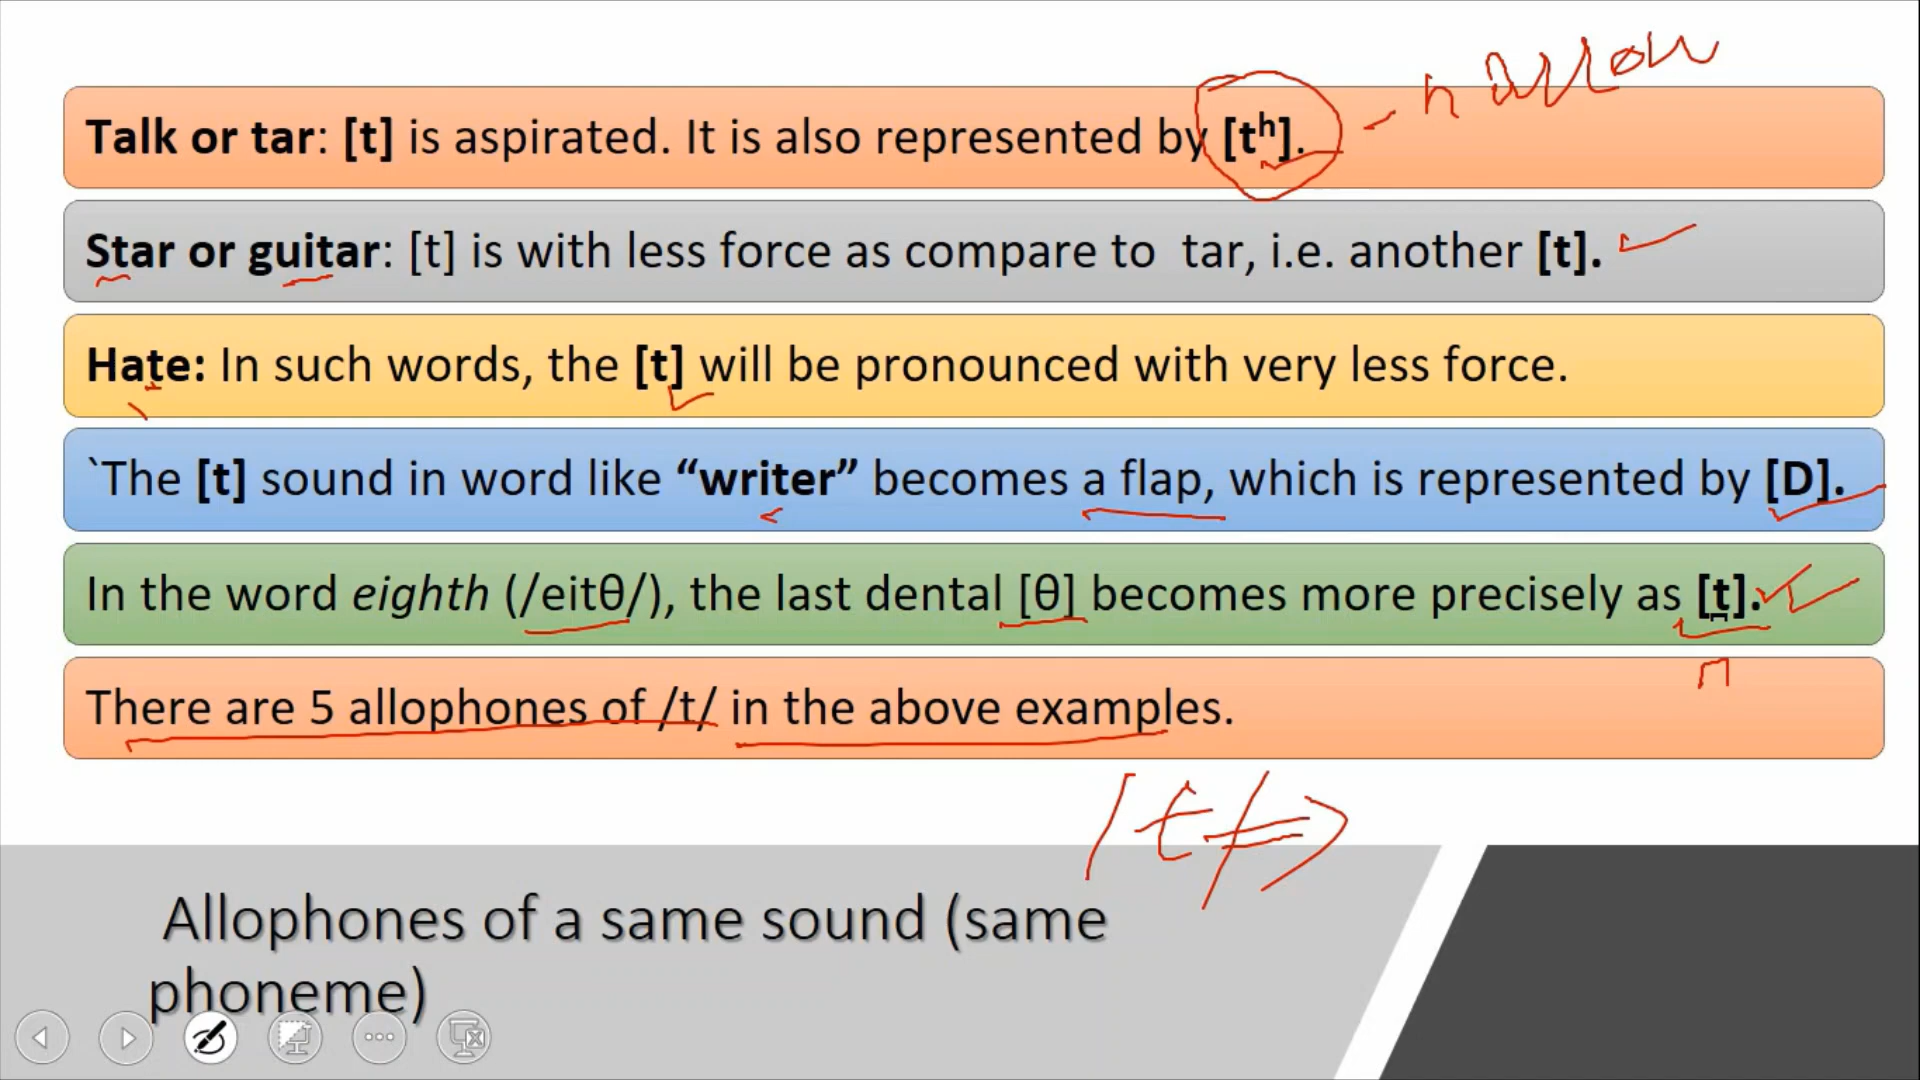 narrow
Talk or tar: [t] is aspirated. It is also represented by [tʰ].
Star or guitar: [t] is with less force as compare to tar, i.e. another [t].
Hate: In such words, the [t] will be pronounced with very less force.
`The [t] sound in word like “writer” becomes a flap, which is represented by [D].
In the word eighth (/eitθ/), the last dental [θ] becomes more precisely as [t̪].
There are 5 allophones of /t/ in the above examples.
/t/
Allophones of a same sound (same
phoneme)